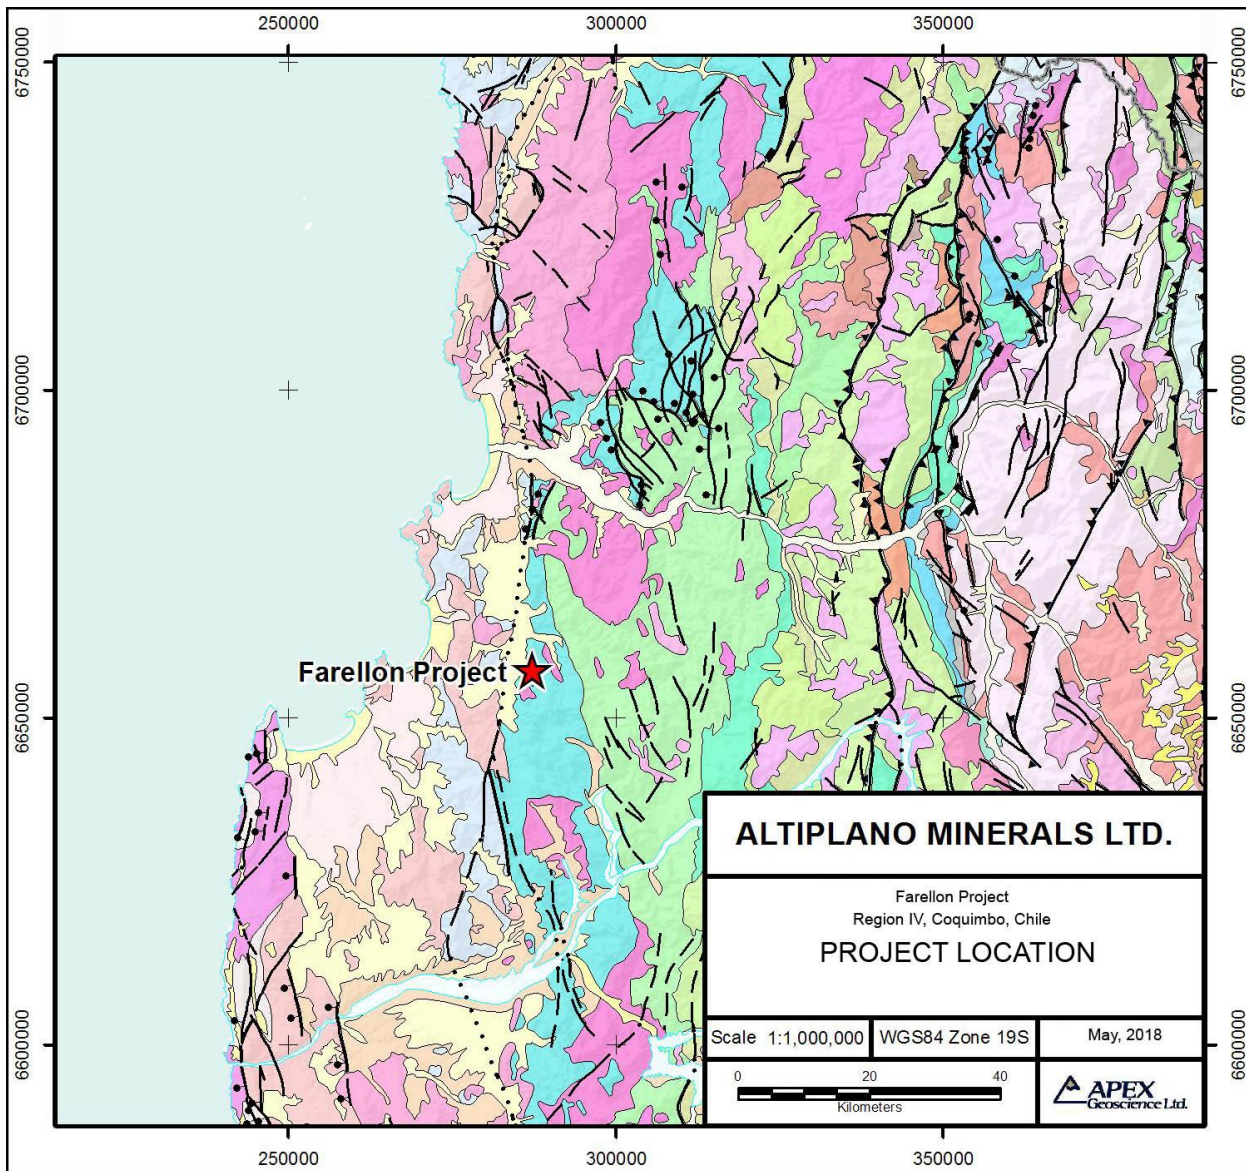 250000
300000
350000
6750000
6750000
6700000
6700000
Farellon Project
6650000
6650000
ALTIPLANO MINERALS LTD.
Farellon Project
Region IV, Coquimbo, Chile
PROJECT LOCATION
Scale 1:1,000,000
WGS84 Zone 19S
May, 2018
6600000
6600000
0
20
40
Kilometers
APEX
Geoscience Ltd.
250000
300000
350000